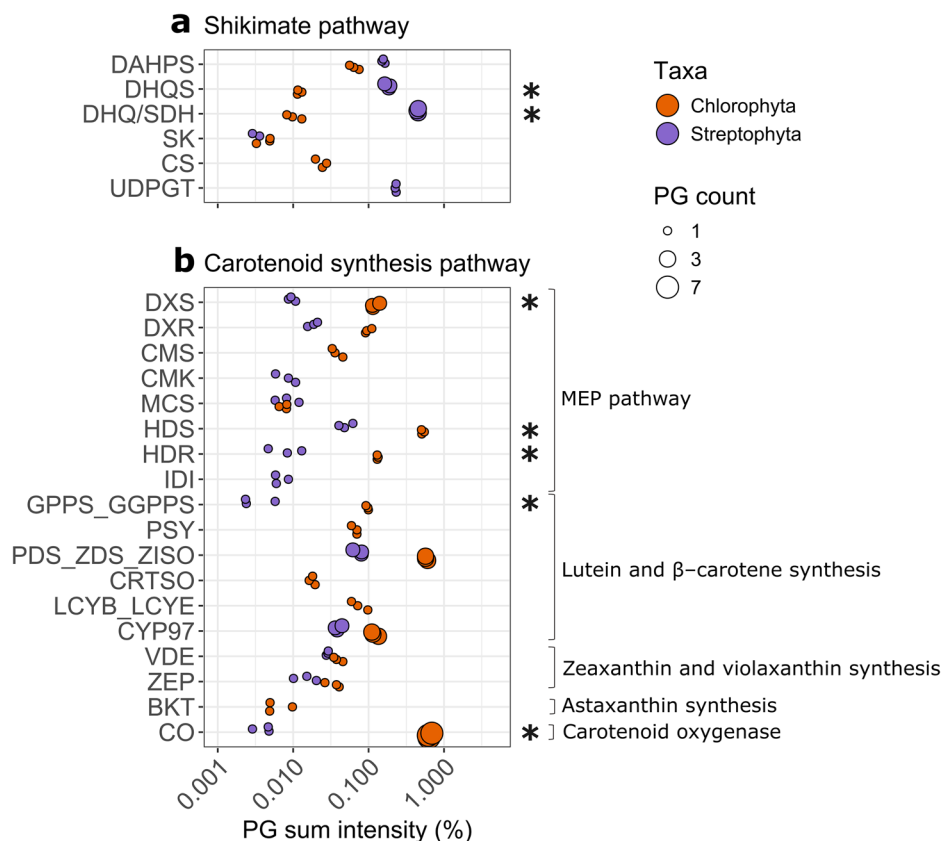 a Shikimate pathway
DAHPS
DHQS *
DHQ/SDH *
SK
CS
UDPGT
Taxa
Chlorophyta
Streptophyta
PG count
1
3
7
b Carotenoid synthesis pathway
DXS *
DXR
CMS
CMK
MCS
HDS *
HDR *
IDI
GPPS_GGPPS *
PSY
PDS_ZDS_ZISO
CRTSO
LCYB_LCYE
CYP97
VDE
ZEP
BKT
CO *
MEP pathway
Lutein and β–carotene synthesis
Zeaxanthin and violaxanthin synthesis
Astaxanthin synthesis
Carotenoid oxygenase
0.001 0.010 0.100 1.000
PG sum intensity (%)